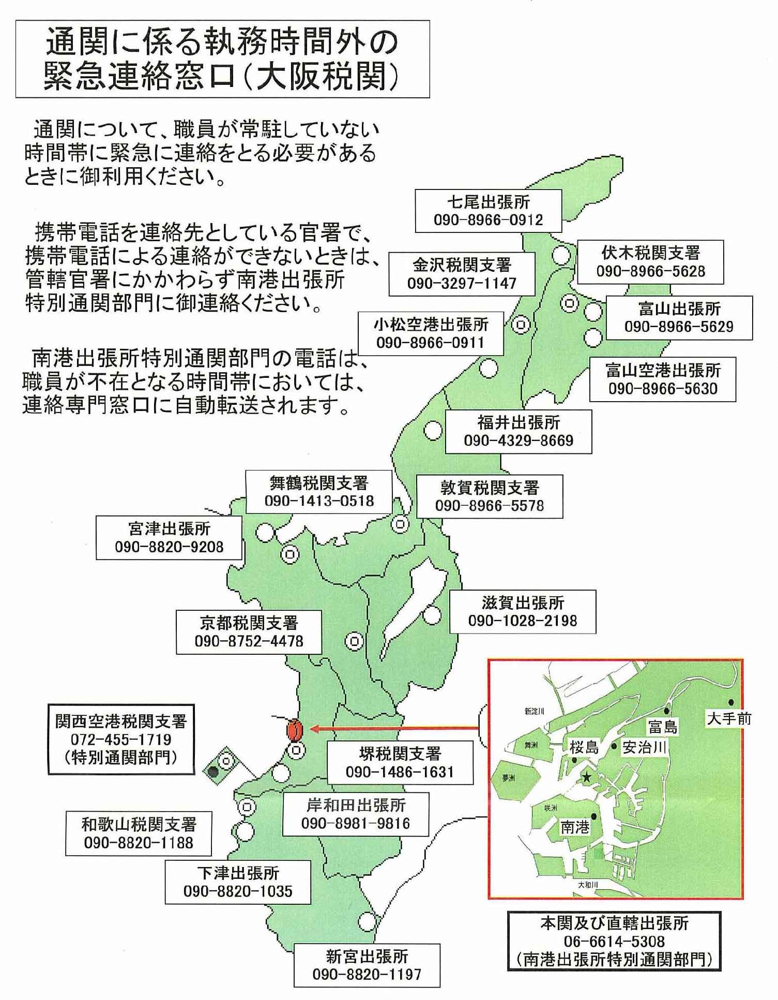 通関に係る執務時間外の
緊急連絡窓口(大阪税関)
通関について、職員が常駐していない
時間帯に緊急に連絡をとる必要がある
ときに御利用ください。
携帯電話を連絡先としている官署で、
携帯電話による連絡ができないときは、
管轄官署にかかわらず南港出張所
特別通関部門に御連絡ください。
南港出張所特別通関部門の電話は、
職員が不在となる時間帯においては、
連絡専門窓口に自動転送されます。
七尾出張所
090-8966-0912
伏木税関支署
090-8966-5628
金沢税関支署
090-3297-1147
富山出張所
090-8966-5629
小松空港出張所
090-8966-0911
富山空港出張所
090-8966-5630
福井出張所
090-4329-8669
舞鶴税関支署
090-1413-0518
敦賀税関支署
090-8966-5578
宮津出張所
090-8820-9208
滋賀出張所
090-1028-2198
京都税関支署
090-8752-4478
関西空港税関支署
072-455-1719
(特別通関部門)
堺税関支署
090-1486-1631
岸和田出張所
090-8981-9816
和歌山税関支署
090-8820-1188
下津出張所
090-8820-1035
新宮出張所
090-8820-1197
新淀川
大手前
富島
舞洲
桜島
安治川
夢洲
咲洲
南港
大和川
本関及び直轄出張所
06-6614-5308
(南港出張所特別通関部門)